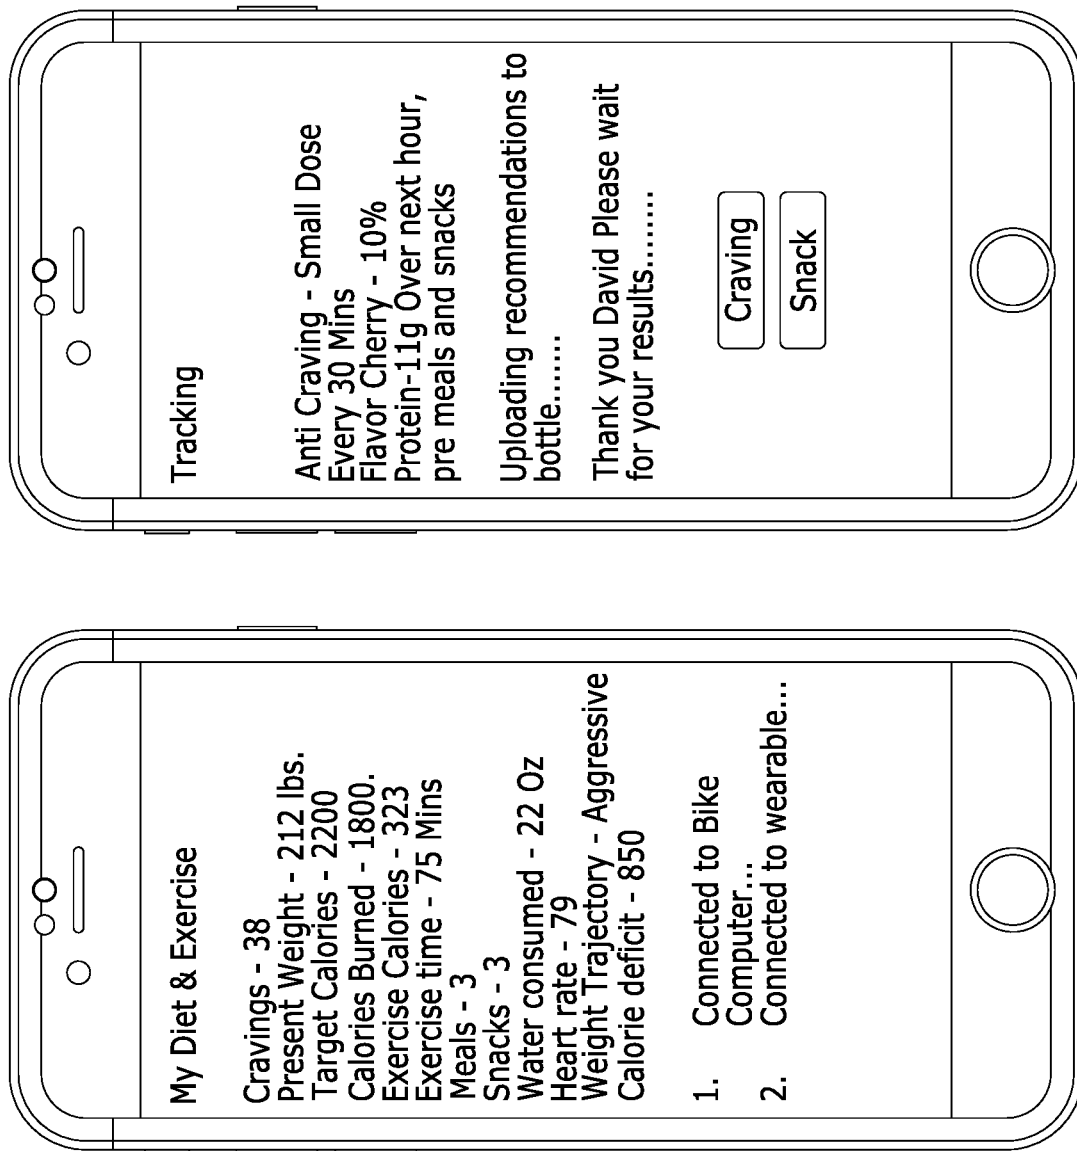 My Diet & Exercise
Cravings - 38
Present Weight - 212 lbs.
Target Calories - 2200
Calories Burned - 1800.
Exercise Calories - 323
Exercise time - 75 Mins
Meals - 3
Snacks - 3
Water consumed - 22 Oz
Heart rate - 79
Weight Trajectory - Aggressive
Calorie deficit - 850
1. Connected to Bike
Computer...
2. Connected to wearable...
Tracking
Anti Craving - Small Dose
Every 30 Mins
Flavor Cherry - 10%
Protein-11g Over next hour,
pre meals and snacks
Uploading recommendations to
bottle.......
Thank you David Please wait
for your results.........
Craving
Snack